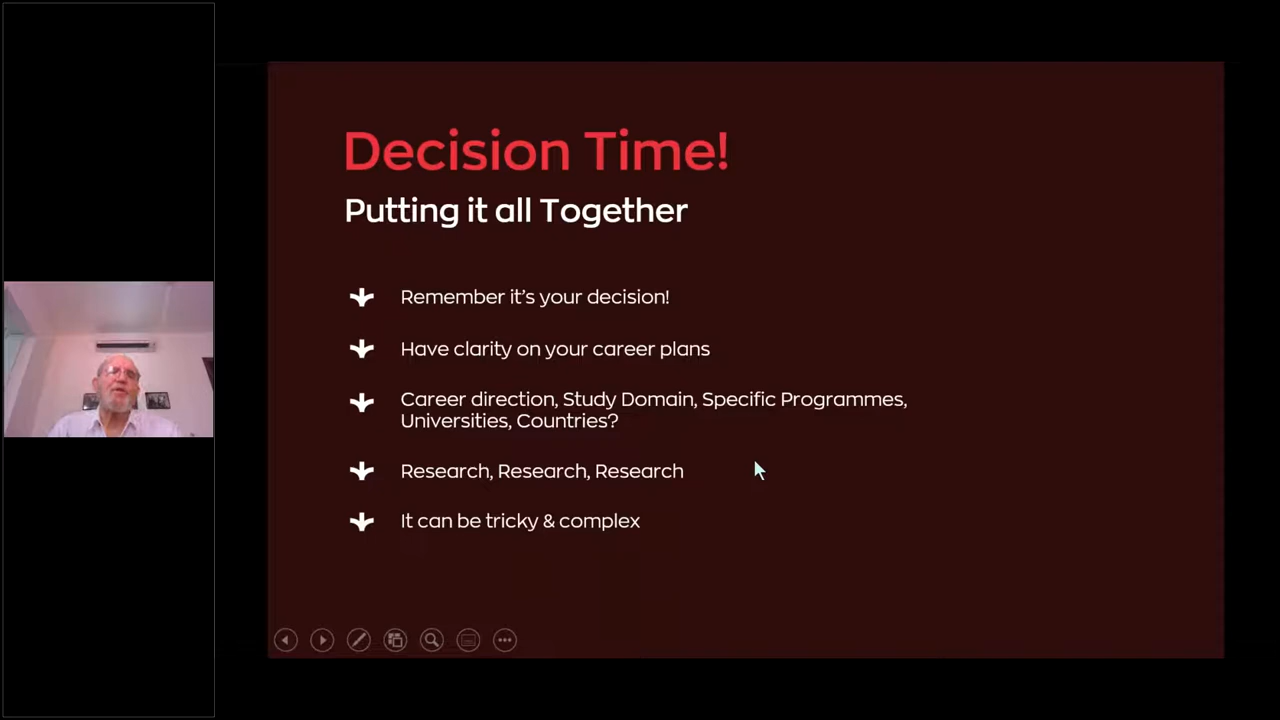 Decision Time!
Putting it all Together
Remember it’s your decision!
Have clarity on your career plans
Career direction, Study Domain, Specific Programmes,
Universities, Countries?
Research, Research, Research
It can be tricky & complex